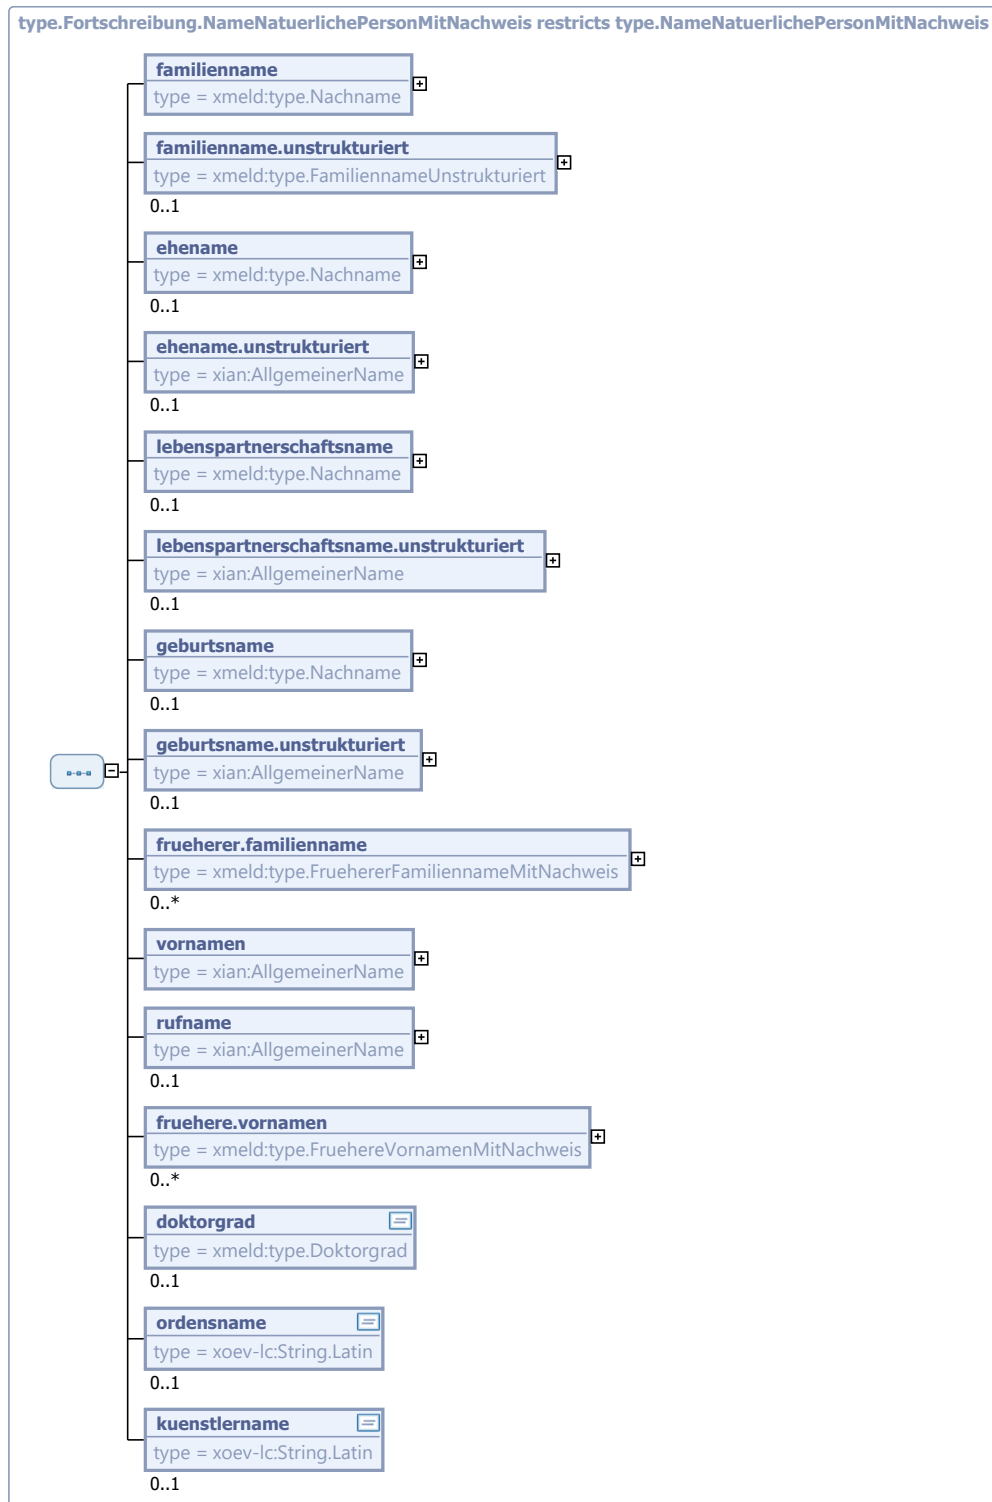 type.Fortschreibung.NameNatuerlichePersonMitNachweis restricts type.NameNatuerlichePersonMitNachweis
familienname
type = xmeld:type.Nachname
familienname.unstrukturiert
type = xmeld:type.FamiliennameUnstrukturiert
0..1
ehename
type = xmeld:type.Nachname
0..1
ehename.unstrukturiert
type = xian:AllgemeinerName
0..1
lebenspartnerschaftsname
type = xmeld:type.Nachname
0..1
lebenspartnerschaftsname.unstrukturiert
type = xian:AllgemeinerName
0..1
geburtsname
type = xmeld:type.Nachname
0..1
geburtsname.unstrukturiert
type = xian:AllgemeinerName
0..1
frueherer.familienname
type = xmeld:type.FruehererFamiliennameMitNachweis
0..*
vornamen
type = xian:AllgemeinerName
rufname
type = xian:AllgemeinerName
0..1
fruehere.vornamen
type = xmeld:type.FruehereVornamenMitNachweis
0..*
doktorgrad
type = xmeld:type.Doktorgrad
0..1
ordensname
type = xoev-lc:String.Latin
0..1
kuenstlername
type = xoev-lc:String.Latin
0..1